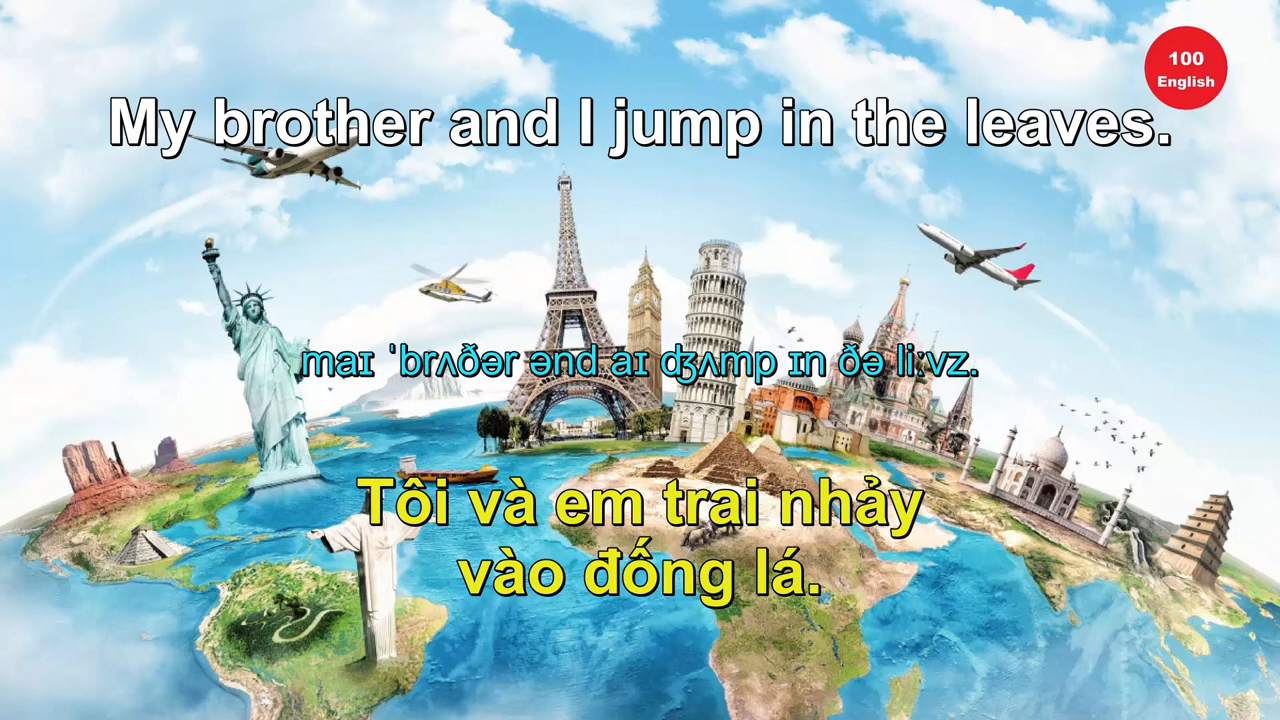 100
English
My brother and I jump in the leaves.
maɪ ˈbrʌðər ənd aɪ ʤʌmp ɪn ðə liːvz.
Tôi và em trai nhảy
vào đống lá.